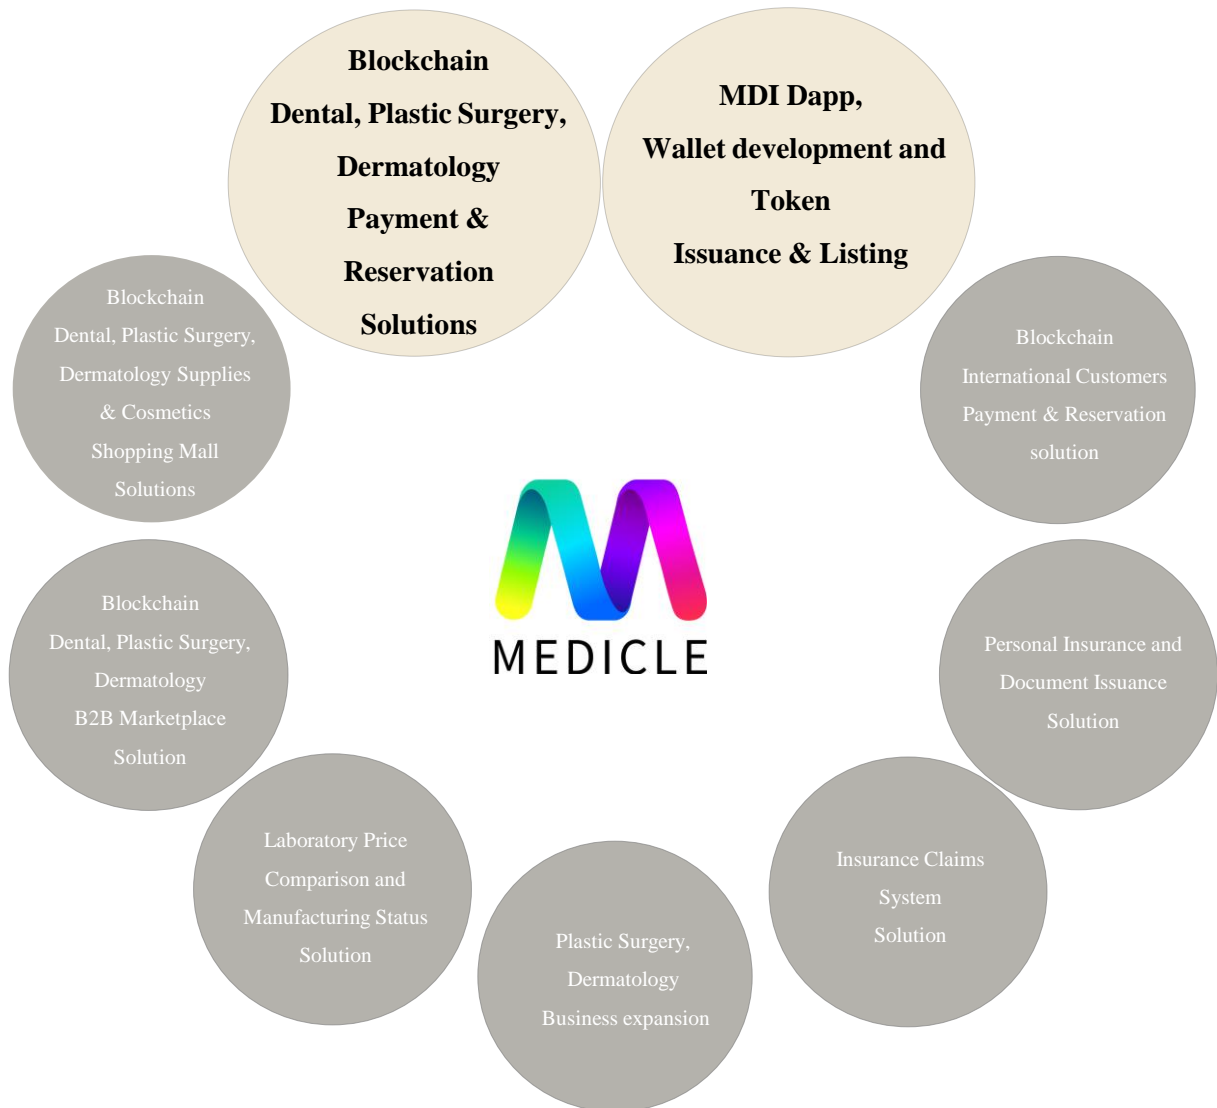 Blockchain
Dental, Plastic Surgery,
Dermatology
Payment &
Reservation
Solutions
MDI Dapp,
Wallet development and
Token
Issuance & Listing
Blockchain
Dental, Plastic Surgery,
Dermatology Supplies
& Cosmetics
Shopping Mall
Solutions
Blockchain
International Customers
Payment & Reservation
solution
MEDICLE
Blockchain
Dental, Plastic Surgery,
Dermatology
B2B Marketplace
Solution
Personal Insurance and
Document Issuance
Solution
Laboratory Price
Comparison and
Manufacturing Status
Solution
Insurance Claims
System
Solution
Plastic Surgery,
Dermatology
Business expansion